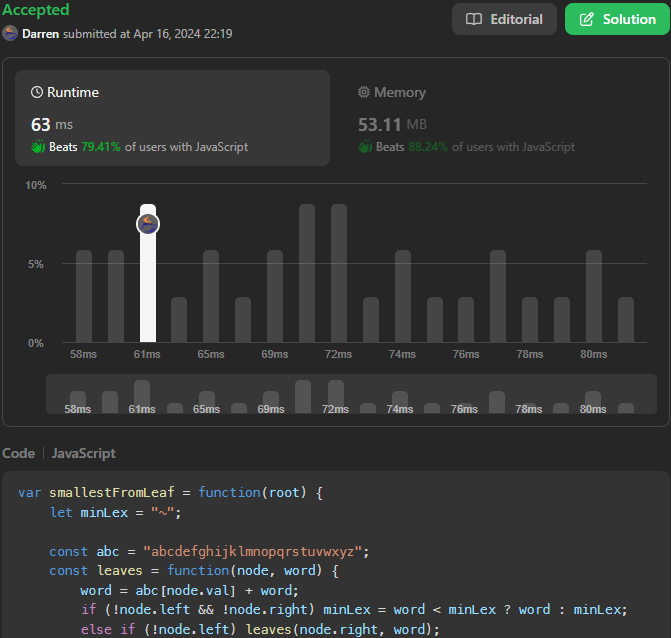 Accepted
Editorial
Solution
Darren submitted at Apr 16, 2024 22:19
Runtime
63 ms
Beats 79.41% of users with JavaScript
Memory
53.11 MB
Beats 88.24% of users with JavaScript
10%
5%
0%
58ms 61ms 65ms 69ms 72ms 74ms 76ms 78ms 80ms
58ms 61ms 65ms 69ms 72ms 74ms 76ms 78ms 80ms
Code | JavaScript
var smallestFromLeaf = function(root) {
    let minLex = "~";
    const abc = "abcdefghijklmnopqrstuvwxyz";
    const leaves = function(node, word) {
        word = abc[node.val] + word;
        if (!node.left && !node.right) minLex = word < minLex ? word : minLex;
        else if (!node.left) leaves(node.right, word);